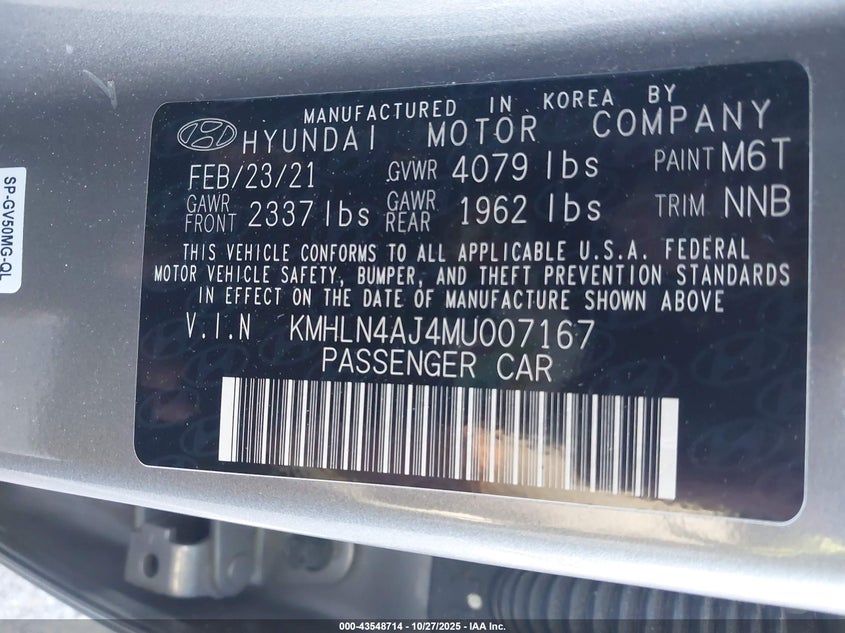 MANUFACTURED IN KOREA BY
HYUNDAI MOTOR COMPANY
FEB/23/21 GVWR 4079 lbs PAINT M6T
GAWR FRONT 2337 lbs GAWR REAR 1962 lbs TRIM NNB
THIS VEHICLE CONFORMS TO ALL APPLICABLE U.S.A. FEDERAL
MOTOR VEHICLE SAFETY, BUMPER, AND THEFT PREVENTION STANDARDS
IN EFFECT ON THE DATE OF MANUFACTURE SHOWN ABOVE
V.I.N KMHLN4AJ4MU007167
PASSENGER CAR
SP-GV50MG-QL
000-43548714 - 10/27/2025 - IAA Inc.